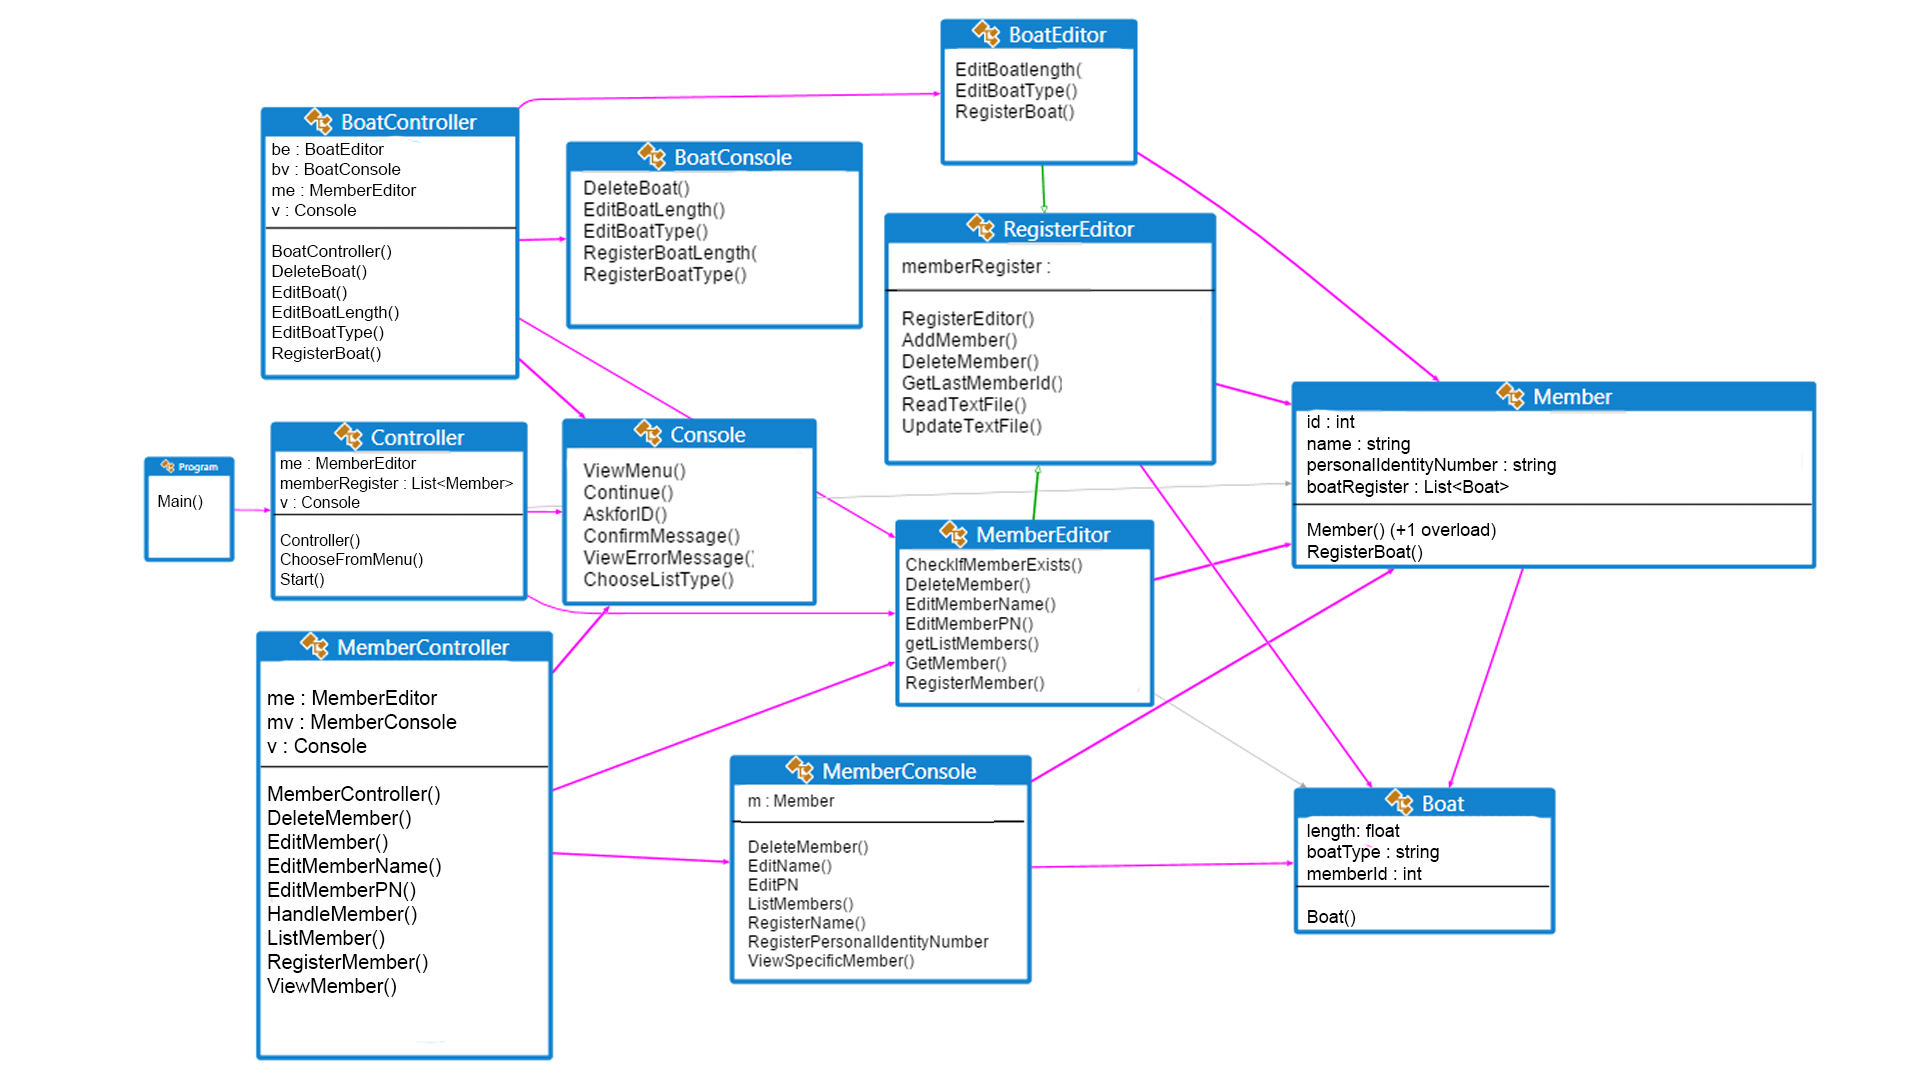 BoatEditor
EditBoatlength(
EditBoatType()
RegisterBoat()
BoatController
be : BoatEditor
bv : BoatConsole
me : MemberEditor
v : Console
BoatController()
DeleteBoat()
EditBoat()
EditBoatLength()
EditBoatType()
RegisterBoat()
BoatConsole
DeleteBoat()
EditBoatLength()
EditBoatType()
RegisterBoatLength(
RegisterBoatType()
RegisterEditor
memberRegister :
RegisterEditor()
AddMember()
DeleteMember()
GetLastMemberId()
ReadTextFile()
UpdateTextFile()
Member
id : int
name : string
personalIdentityNumber : string
boatRegister : List<Boat>
Member() (+1 overload)
RegisterBoat()
Program
Main()
Controller
me : MemberEditor
memberRegister : List<Member>
v : Console
Controller()
ChooseFromMenu()
Start()
Console
ViewMenu()
Continue()
AskforID()
ConfirmMessage()
ViewErrorMessage()
ChooseListType()
MemberEditor
CheckIfMemberExists()
DeleteMember()
EditMemberName()
EditMemberPN()
getListMembers()
GetMember()
RegisterMember()
MemberController
me : MemberEditor
mv : MemberConsole
v : Console
MemberController()
DeleteMember()
EditMember()
EditMemberName()
EditMemberPN()
HandleMember()
ListMember()
RegisterMember()
ViewMember()
MemberConsole
m : Member
DeleteMember()
EditName()
EditPN
ListMembers()
RegisterName()
RegisterPersonalIdentityNumber
ViewSpecificMember()
Boat
length: float
boatType : string
memberId : int
Boat()